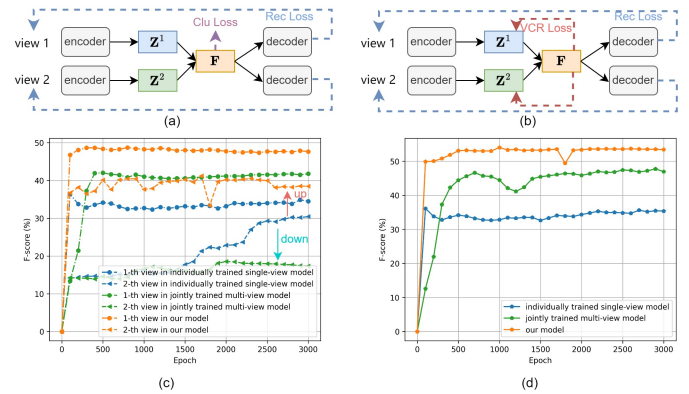 Clu Loss
Rec Loss
view 1
encoder
Z¹
F
decoder
view 2
encoder
Z²
decoder
(a)
VCR Loss
Rec Loss
view 1
encoder
Z¹
F
decoder
view 2
encoder
Z²
decoder
(b)
F-score (%)
50
40
30
20
10
0
up
down
1-th view in individually trained single-view model
2-th view in individually trained single-view model
1-th view in jointly trained multi-view model
2-th view in jointly trained multi-view model
1-th view in our model
2-th view in our model
0 500 1000 1500 2000 2500 3000
Epoch
(c)
F-score (%)
50
40
30
20
10
0
individually trained single-view model
jointly trained multi-view model
our model
0 500 1000 1500 2000 2500 3000
Epoch
(d)